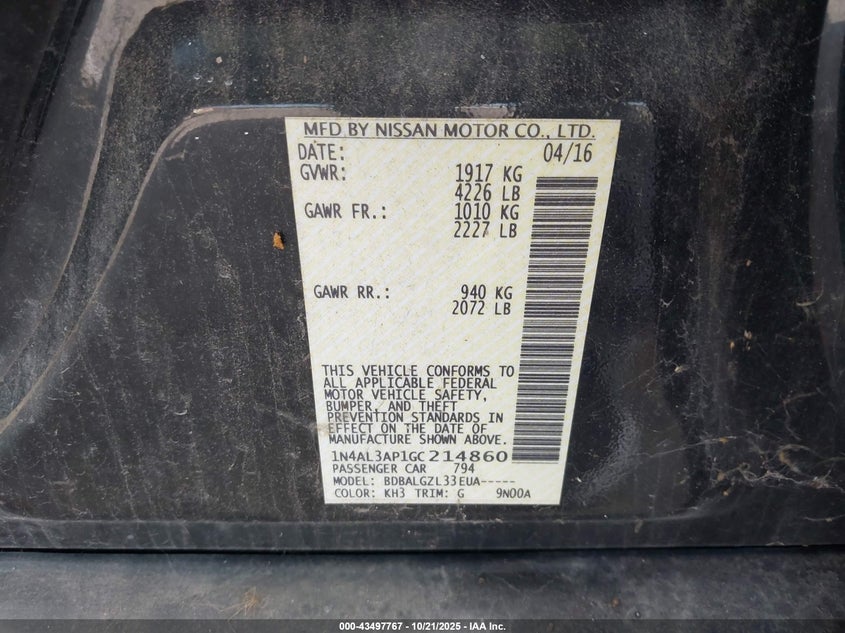 MFD BY NISSAN MOTOR CO., LTD.
DATE: 04/16
GVWR: 1917 KG
4226 LB
GAWR FR.: 1010 KG
2227 LB
GAWR RR.: 940 KG
2072 LB
THIS VEHICLE CONFORMS TO
ALL APPLICABLE FEDERAL
MOTOR VEHICLE SAFETY,
BUMPER, AND THEFT
PREVENTION STANDARDS IN
EFFECT ON THE DATE OF
MANUFACTURE SHOWN ABOVE.
1N4AL3AP1GC214860
PASSENGER CAR 794
MODEL: BDBALGZL33EUA-----
COLOR: KH3 TRIM: G 9N00A
000-43497767 - 10/21/2025 - IAA Inc.